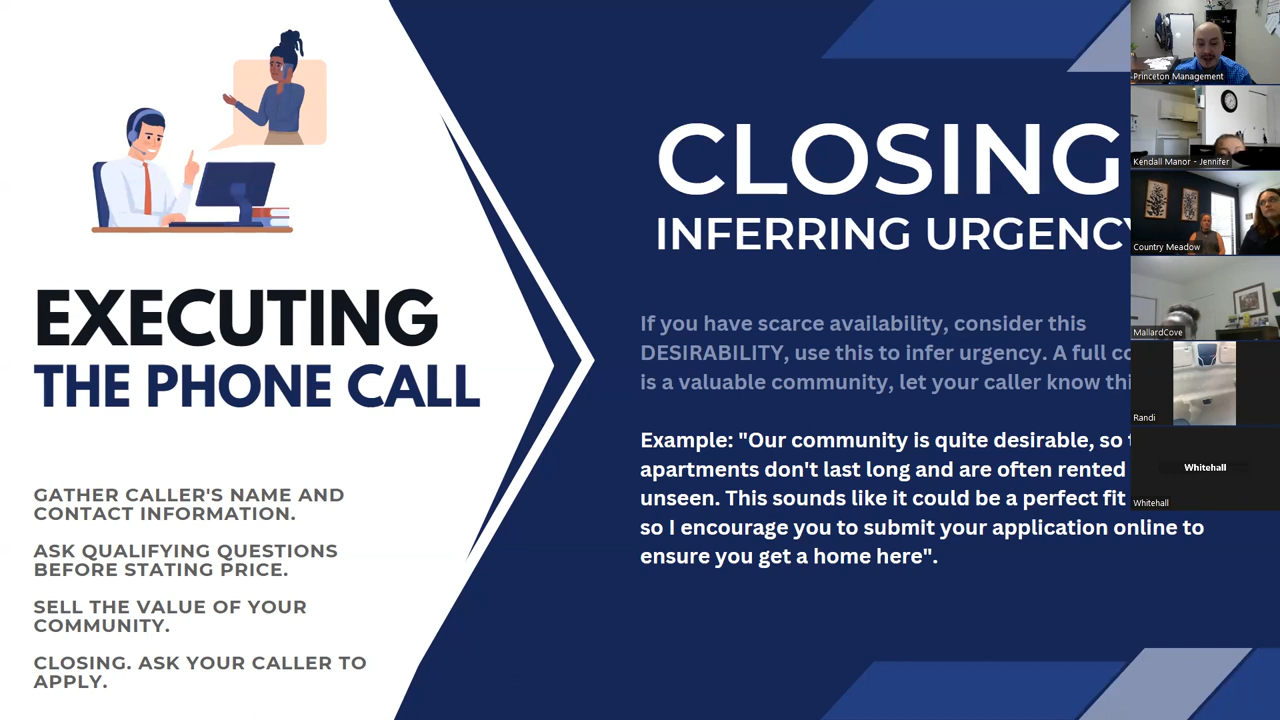 EXECUTING
THE PHONE CALL
GATHER CALLER'S NAME AND
CONTACT INFORMATION.
ASK QUALIFYING QUESTIONS
BEFORE STATING PRICE.
SELL THE VALUE OF YOUR
COMMUNITY.
CLOSING. ASK YOUR CALLER TO
APPLY.
CLOSING
INFERRING URGENCY
If you have scarce availability, consider this
DESIRABILITY, use this to infer urgency. A full
is a valuable community, let your caller know
Example: "Our community is quite desirable, so
apartments don't last long and are often rented
unseen. This sounds like it could be a perfect fit
so I encourage you to submit your application online to
ensure you get a home here".
Princeton Management
Kendall Manor - Jennifer
Country Meadow
MallardCove
Randi
Whitehall
Whitehall